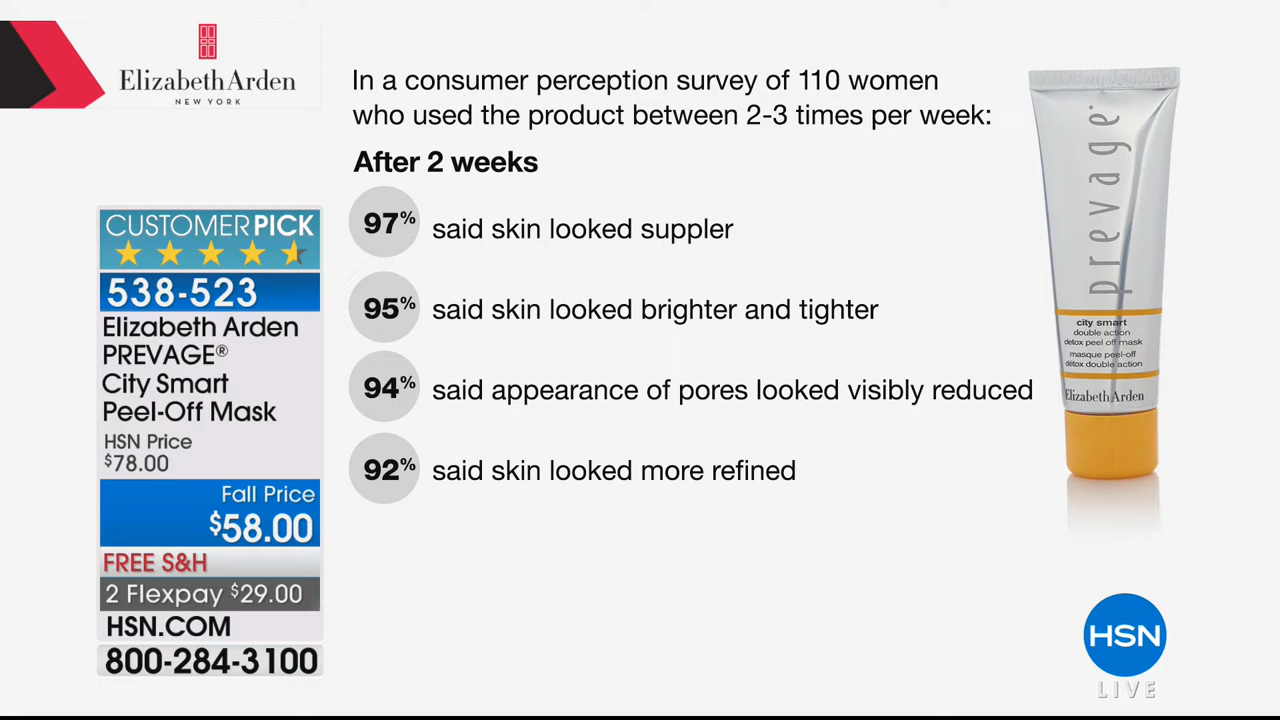 Elizabeth Arden
NEW YORK
In a consumer perception survey of 110 women
who used the product between 2-3 times per week:
After 2 weeks
97% said skin looked suppler
95% said skin looked brighter and tighter
94% said appearance of pores looked visibly reduced
92% said skin looked more refined
CUSTOMER PICK
538-523
Elizabeth Arden
PREVAGE®
City Smart
Peel-Off Mask
HSN Price
$78.00
Fall Price
$58.00
FREE S&H
2 Flexpay $29.00
HSN.COM
800-284-3100
prevage
city smart
double action
detox peel off mask
masque peel-off
détox double action
Elizabeth Arden
HSN
LIVE